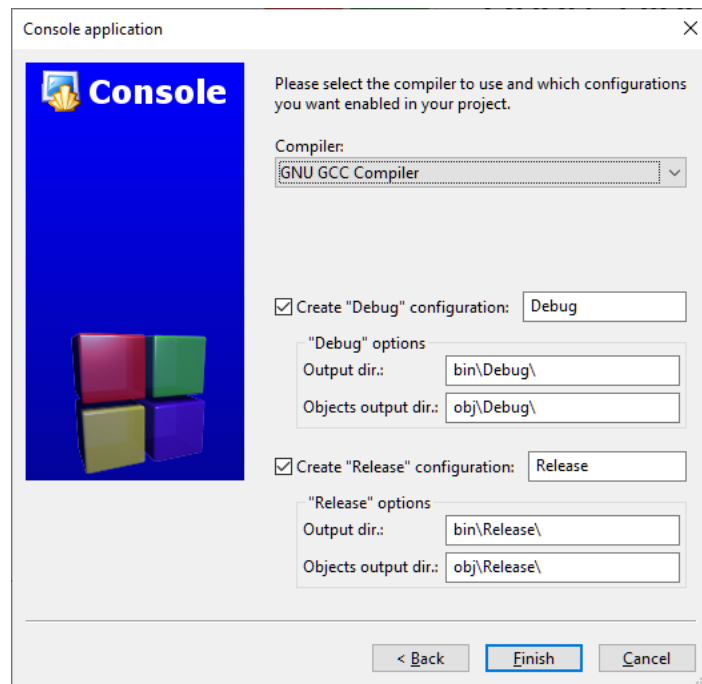 Console application
Console
Please select the compiler to use and which configurations
you want enabled in your project.
Compiler:
GNU GCC Compiler
Create "Debug" configuration: Debug
"Debug" options
Output dir.: bin\Debug\
Objects output dir.: obj\Debug\
Create "Release" configuration: Release
"Release" options
Output dir.: bin\Release\
Objects output dir.: obj\Release\
< Back Finish Cancel